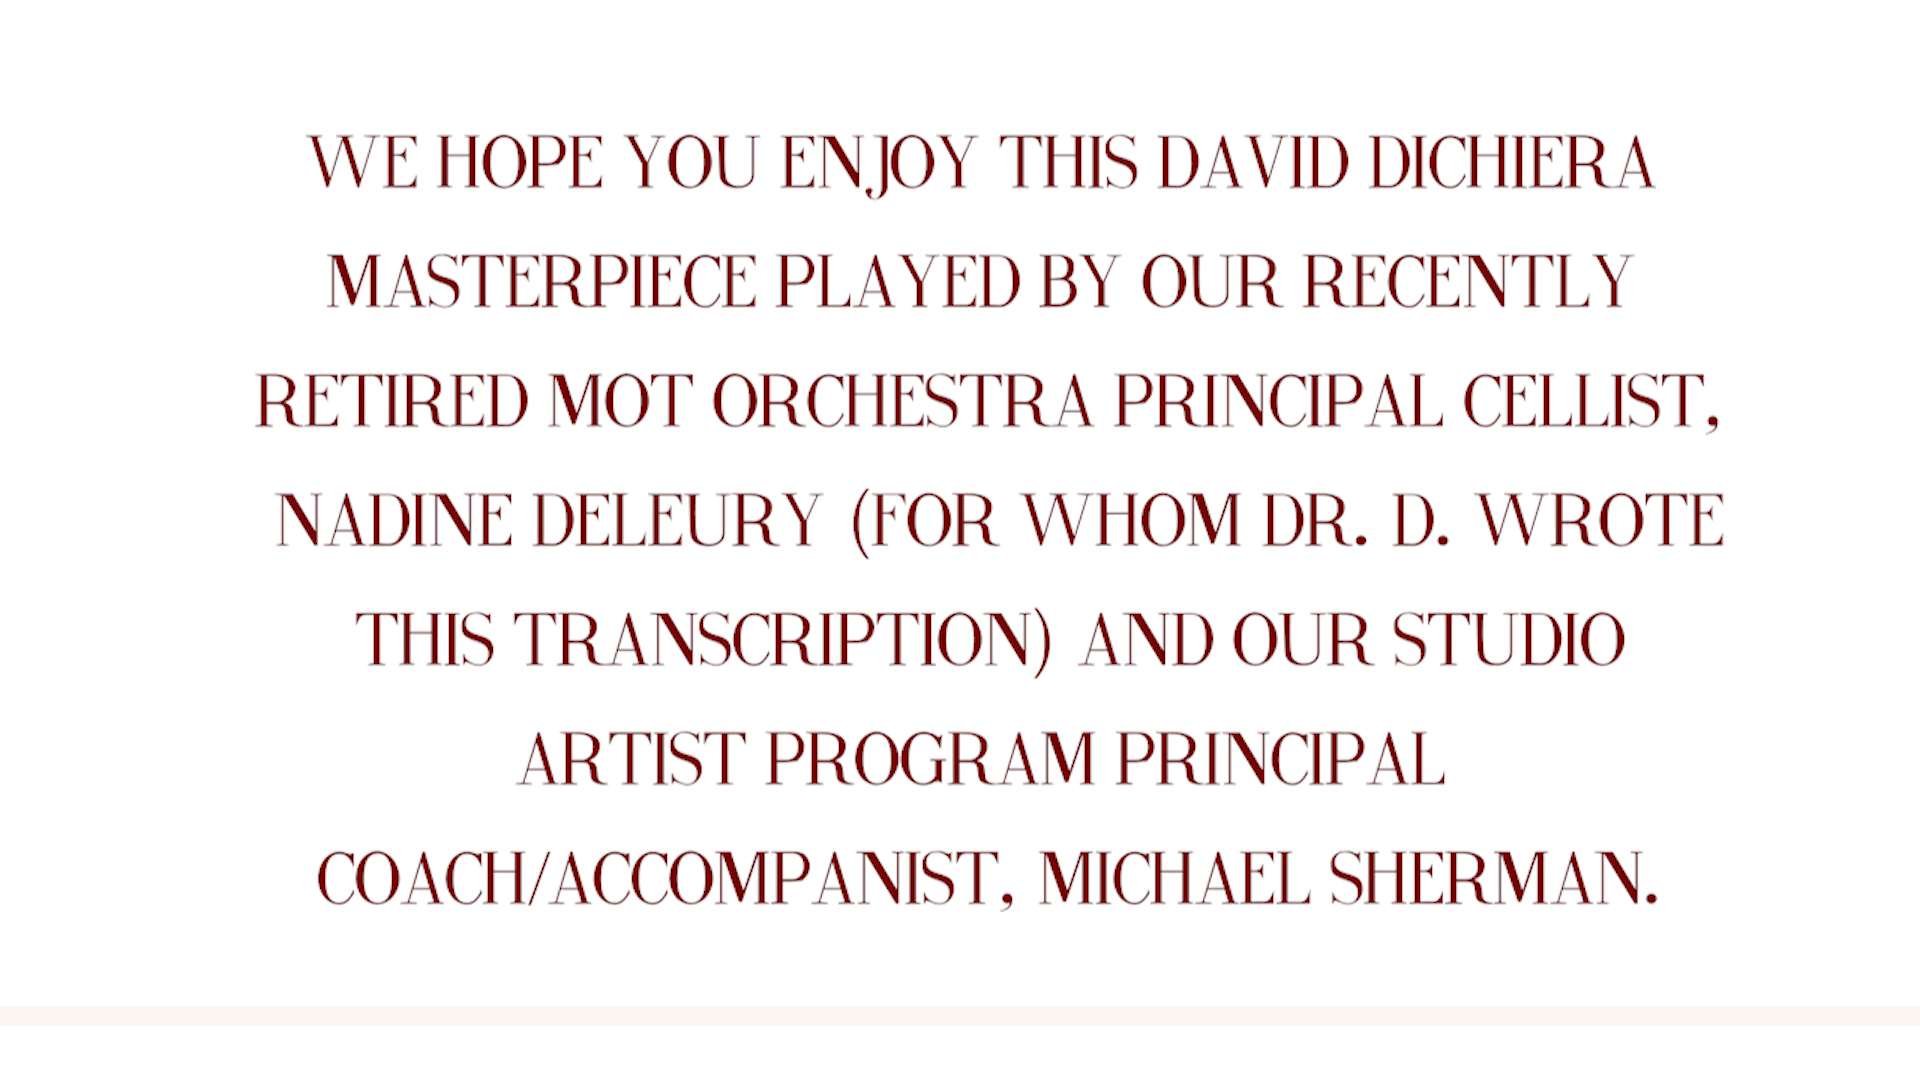 WE HOPE YOU ENJOY THIS DAVID DICHIERA
MASTERPIECE PLAYED BY OUR RECENTLY
RETIRED MOT ORCHESTRA PRINCIPAL CELLIST,
NADINE DELEURY (FOR WHOM DR. D. WROTE
THIS TRANSCRIPTION) AND OUR STUDIO
ARTIST PROGRAM PRINCIPAL
COACH/ACCOMPANIST, MICHAEL SHERMAN.